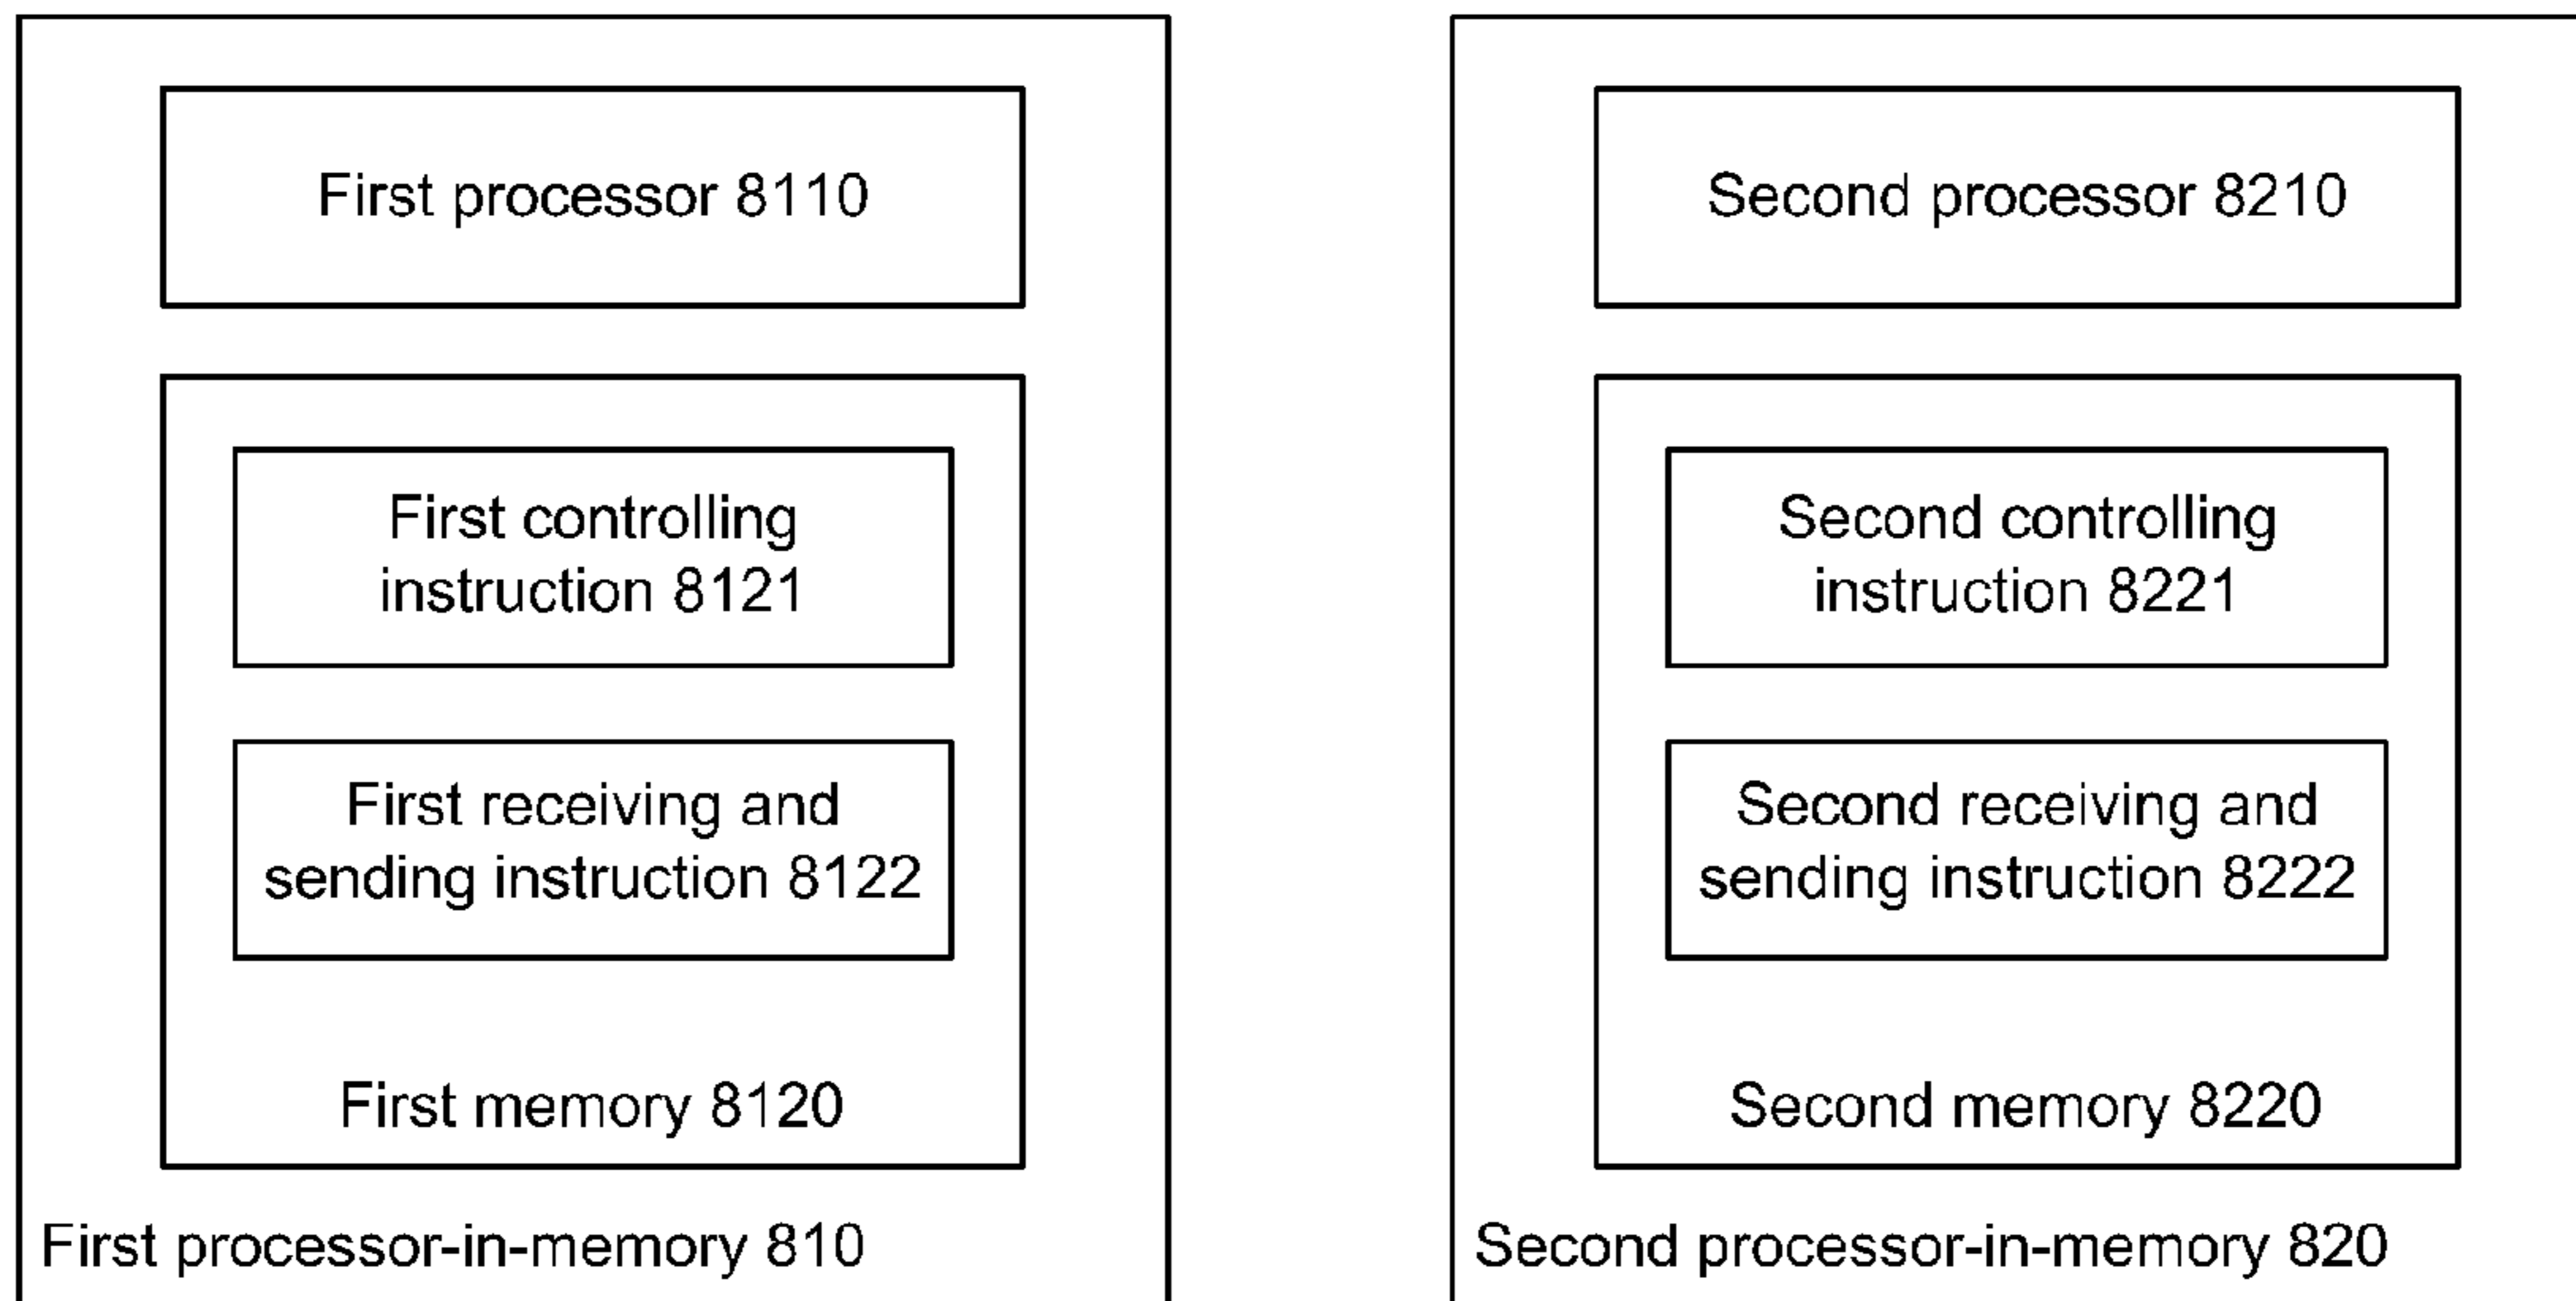 First processor 8110
First controlling
instruction 8121
First receiving and
sending instruction 8122
First memory 8120
First processor-in-memory 810
Second processor 8210
Second controlling
instruction 8221
Second receiving and
sending instruction 8222
Second memory 8220
Second processor-in-memory 820